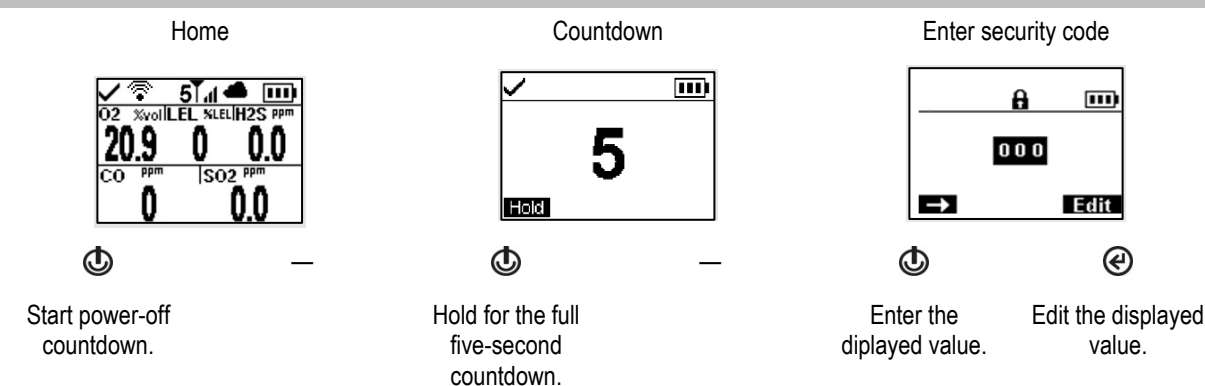 Home Countdown Enter security code
5
O2 %vol LEL %LEL H2S ppm
20.9 0 0.0
CO ppm SO2 ppm
0 0.0
5
Hold
000
→ Edit
— —
Start power-off
countdown.
Hold for the full
five-second
countdown.
Enter the
diplayed value.
Edit the displayed
value.